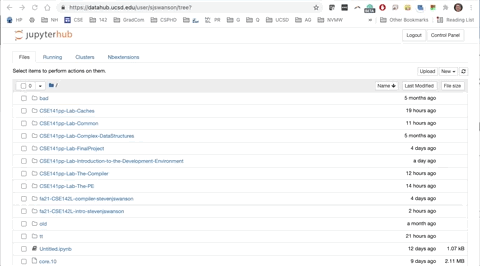 https://datahub.ucsd.edu/user/sjswanson/tree?
HP NH CSE 142 GradCom CSPHD PR G Q UCSD AG NVMW » Other Bookmarks Reading List
jupyterhub Logout Control Panel
Files Running Clusters Nbextensions
Select items to perform actions on them. Upload New
0 / Name Last Modified File size
bad 5 months ago
CSE141pp-Lab-Caches 19 hours ago
CSE141pp-Lab-Common 11 hours ago
CSE141pp-Lab-Complex-DataStructures 5 months ago
CSE141pp-Lab-FinalProject 4 days ago
CSE141pp-Lab-Introduction-to-the-Development-Environment a day ago
CSE141pp-Lab-The-Compiler 12 hours ago
CSE141pp-Lab-The-PE 14 hours ago
fa21-CSE142L-compiler-stevenjswanson 4 days ago
fa21-CSE142L-intro-stevenjswanson 2 hours ago
old a month ago
tt 21 hours ago
Untitled.ipynb 12 days ago 1.07 kB
core.10 9 days ago 2.11 MB